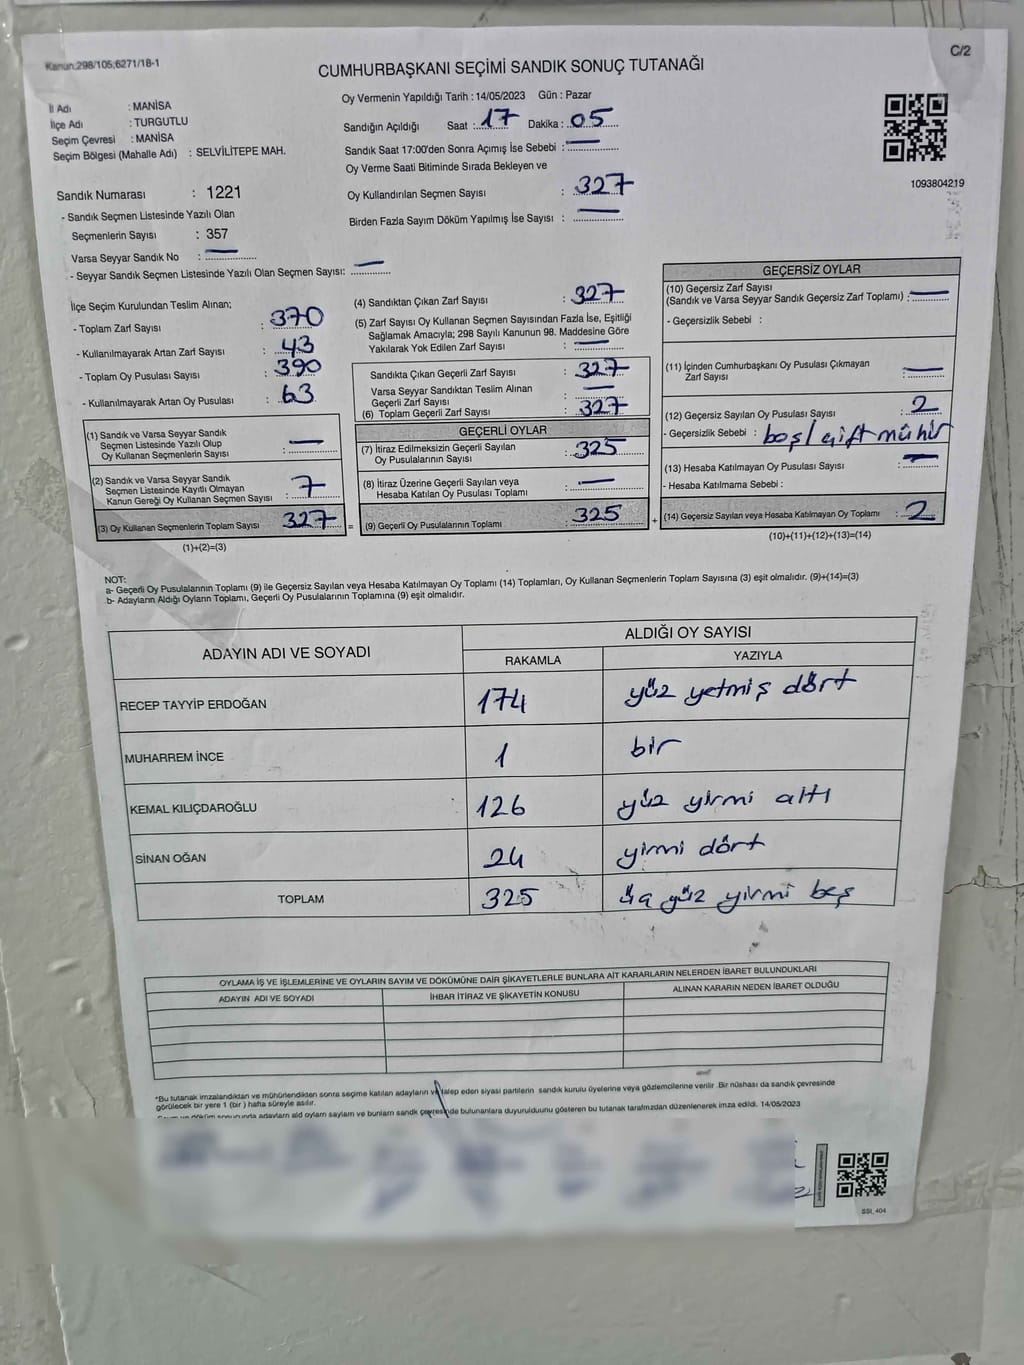 Kanun:298/105;6271/18-1
C/2
CUMHURBAŞKANI SEÇİMİ SANDIK SONUÇ TUTANAĞI
İl Adı : MANİSA
İlçe Adı : TURGUTLU
Seçim Çevresi : MANİSA
Seçim Bölgesi (Mahalle Adı) : SELVİLİTEPE MAH.
Sandık Numarası : 1221
- Sandık Seçmen Listesinde Yazılı Olan
Seçmenlerin Sayısı : 357
Varsa Seyyar Sandık No : —
- Seyyar Sandık Seçmen Listesinde Yazılı Olan Seçmen Sayısı: —
Oy Vermenin Yapıldığı Tarih : 14/05/2023 Gün : Pazar
Sandığın Açıldığı Saat : 17 Dakika : 05
Sandık Saat 17:00'den Sonra Açımış İse Sebebi : —
Oy Verme Saati Bitiminde Sırada Bekleyen ve
Oy Kullandırılan Seçmen Sayısı : 327
Birden Fazla Sayım Döküm Yapılmış İse Sayısı : —
1093804219
İlçe Seçim Kurulundan Teslim Alınan;
- Toplam Zarf Sayısı : 370
- Kullanılmayarak Artan Zarf Sayısı : 43
- Toplam Oy Pusulası Sayısı : 390
- Kullanılmayarak Artan Oy Pusulası : 63
(1) Sandık ve Varsa Seyyar Sandık
Seçmen Listesinde Yazılı Olup
Oy Kullanan Seçmenlerin Sayısı : —
(2) Sandık ve Varsa Seyyar Sandık
Seçmen Listesinde Kayıtlı Olmayan
Kanun Gereği Oy Kullanan Seçmen Sayısı : 7
(3) Oy Kullanan Seçmenlerin Toplam Sayısı 327 =
(1)+(2)=(3)
(4) Sandıktan Çıkan Zarf Sayısı : 327
(5) Zarf Sayısı Oy Kullanan Seçmen Sayısından Fazla İse, Eşitliği
Sağlamak Amacıyla; 298 Sayılı Kanunun 98. Maddesine Göre
Yakılarak Yok Edilen Zarf Sayısı : —
Sandıkta Çıkan Geçerli Zarf Sayısı : 327
Varsa Seyyar Sandıktan Teslim Alınan
Geçerli Zarf Sayısı : —
(6) Toplam Geçerli Zarf Sayısı : 327
GEÇERLİ OYLAR
(7) İtiraz Edilmeksizin Geçerli Sayılan
Oy Pusulalarının Sayısı : 325
(8) İtiraz Üzerine Geçerli Sayılan veya
Hesaba Katılan Oy Pusulası Toplamı : —
(9) Geçerli Oy Pusulalarının Toplamı : 325 +
GEÇERSİZ OYLAR
(10) Geçersiz Zarf Sayısı
(Sandık ve Varsa Seyyar Sandık Geçersiz Zarf Toplamı) : —
- Geçersizlik Sebebi :
(11) İçinden Cumhurbaşkanı Oy Pusulası Çıkmayan
Zarf Sayısı : —
(12) Geçersiz Sayılan Oy Pusulası Sayısı : 2
- Geçersizlik Sebebi : boş/çift mühür
(13) Hesaba Katılmayan Oy Pusulası Sayısı : —
- Hesaba Katılmama Sebebi :
(14) Geçersiz Sayılan veya Hesaba Katılmayan Oy Toplamı : 2
(10)+(11)+(12)+(13)=(14)
NOT:
a- Geçerli Oy Pusulalarının Toplamı (9) ile Geçersiz Sayılan veya Hesaba Katılmayan Oy Toplamı (14) Toplamları, Oy Kullanan Seçmenlerin Toplam Sayısına (3) eşit olmalıdır. (9)+(14)=(3)
b- Adayların Aldığı Oyların Toplamı, Geçerli Oy Pusulalarının Toplamına (9) eşit olmalıdır.
ADAYIN ADI VE SOYADI ALDIĞI OY SAYISI
RAKAMLA YAZIYLA
RECEP TAYYİP ERDOĞAN 174 yüz yetmiş dört
MUHARREM İNCE 1 bir
KEMAL KILIÇDAROĞLU 126 yüz yirmi altı
SİNAN OĞAN 24 yirmi dört
TOPLAM 325 üç yüz yirmi beş
OYLAMA İŞ VE İŞLEMLERİNE VE OYLARIN SAYIM VE DÖKÜMÜNE DAİR ŞİKAYETLERLE BUNLARA AİT KARARLARIN NELERDEN İBARET BULUNDUKLARI
ADAYIN ADI VE SOYADI İHBAR İTİRAZ VE ŞİKAYETİN KONUSU ALINAN KARARIN NEDEN İBARET OLDUĞU
*Bu tutanak imzalandıktan ve mühürlendikten sonra seçime katılan adayların ve talep eden siyasi partilerin sandık kurulu üyelerine veya gözlemcilerine verilir .Bir nüshası da sandık çevresinde
görülecek bir yere 1 (bir) hafta süreyle asılır.
çevresinde bulunanlara duyurulduunu gösteren bu tutanak tarafmzdan düzenlenerek imza edildi. 14/05/2023
SSI_404